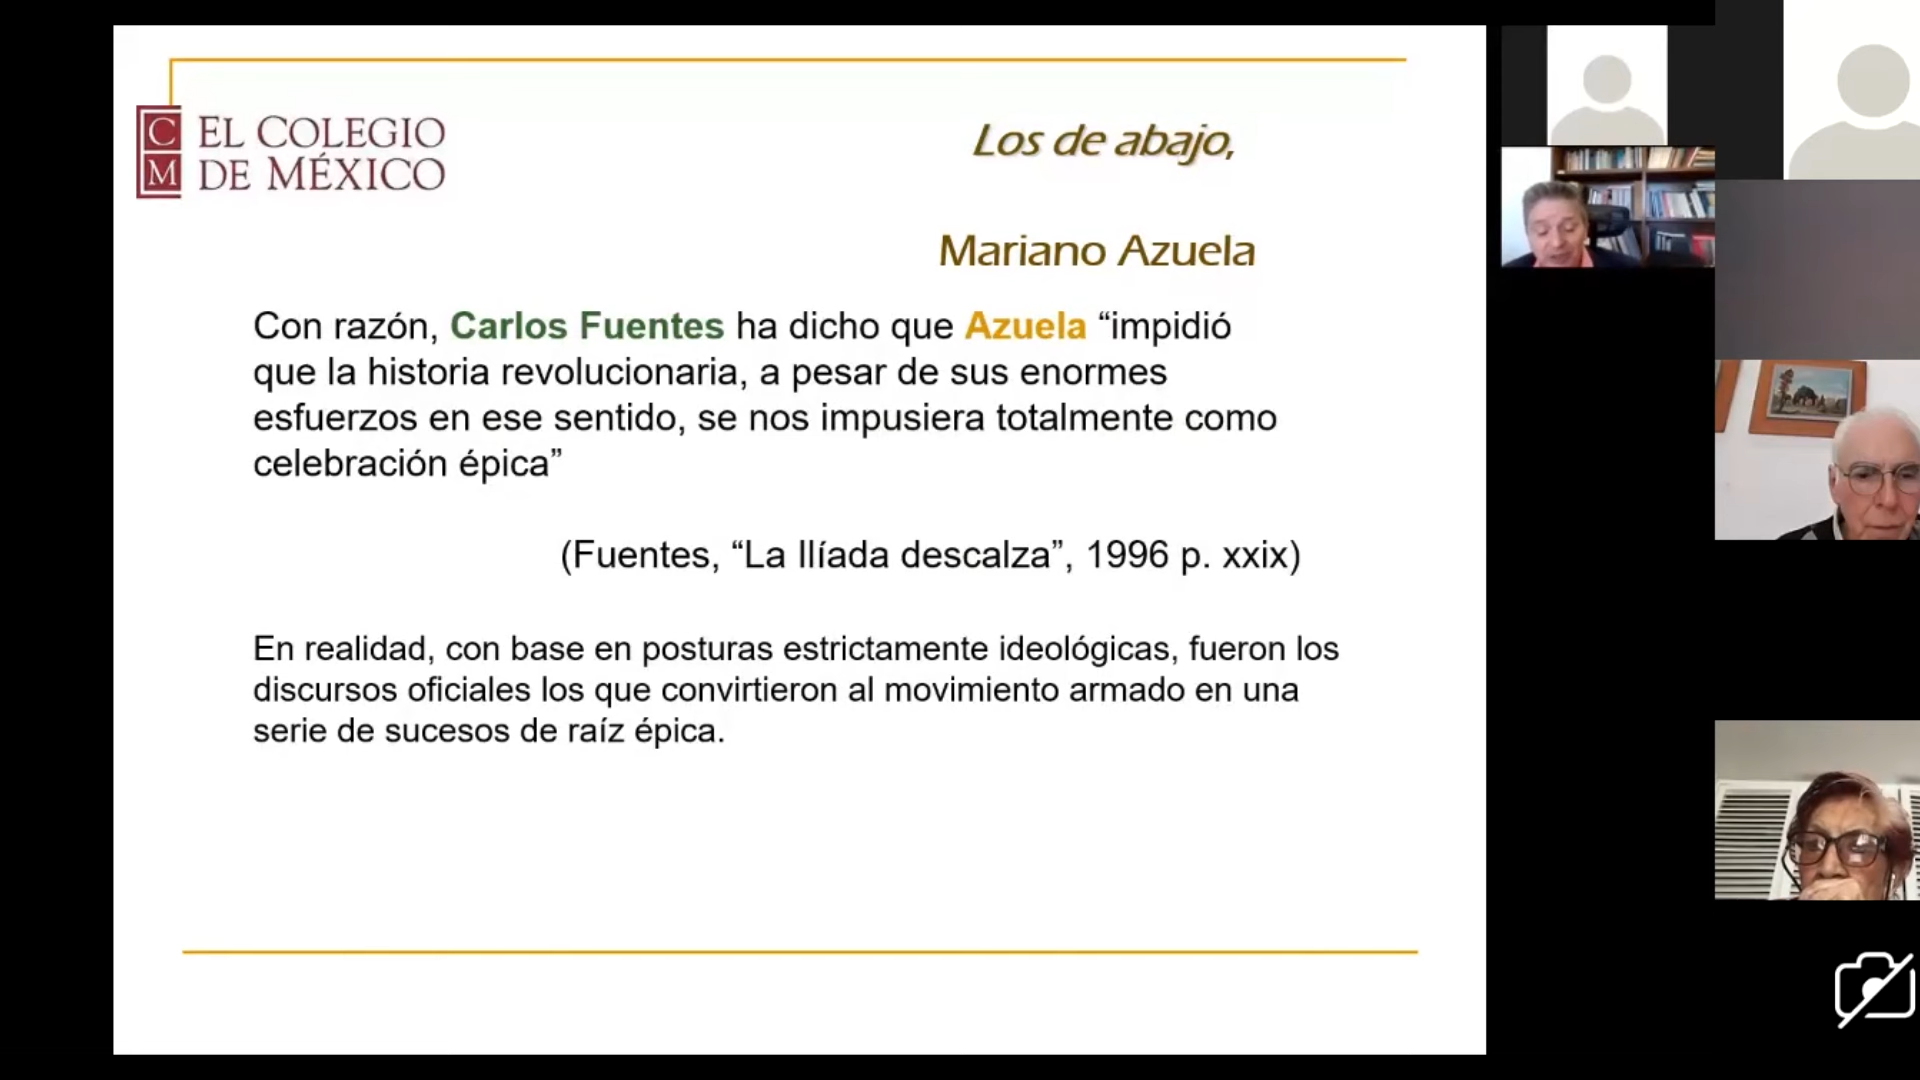 C
M
EL COLEGIO
DE MÉXICO
Los de abajo,
Mariano Azuela
Con razón, Carlos Fuentes ha dicho que Azuela “impidió
que la historia revolucionaria, a pesar de sus enormes
esfuerzos en ese sentido, se nos impusiera totalmente como
celebración épica”
(Fuentes, “La Ilíada descalza”, 1996 p. xxix)
En realidad, con base en posturas estrictamente ideológicas, fueron los
discursos oficiales los que convirtieron al movimiento armado en una
serie de sucesos de raíz épica.